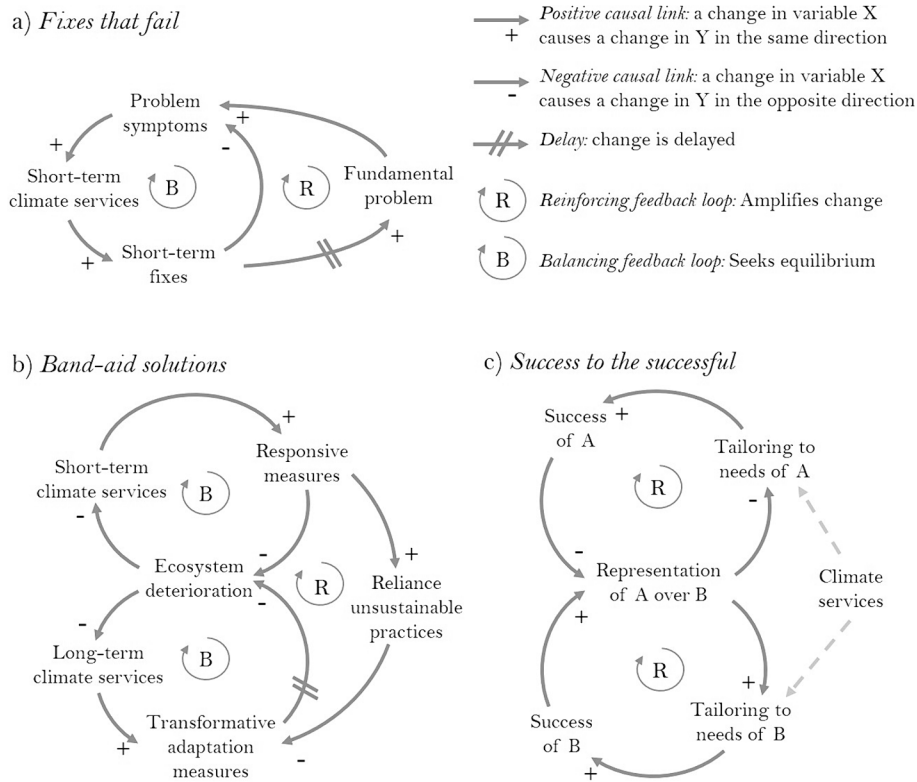 a) Fixes that fail
Positive causal link: a change in variable X
+ causes a change in Y in the same direction
Negative causal link: a change in variable X
- causes a change in Y in the opposite direction
Delay: change is delayed
R Reinforcing feedback loop: Amplifies change
B Balancing feedback loop: Seeks equilibrium
Problem
symptoms
+
-
+
Short-term
climate services
B
R
Fundamental
problem
+
+
Short-term
fixes
b) Band-aid solutions
+
Responsive
measures
Short-term
climate services
B
-
-
+
Ecosystem
deterioration
-
R
Reliance
unsustainable
practices
-
Long-term
climate services
B
+
Transformative
adaptation
measures
-
c) Success to the successful
Success
of A
+
Tailoring to
needs of A
R
-
-
Representation
of A over B
+
Climate
services
R
+
Tailoring to
needs of B
Success
of B
+